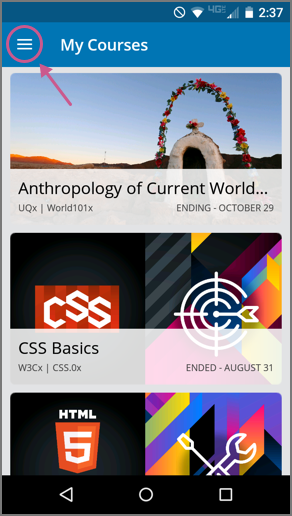 4G 2:37
My Courses
Anthropology of Current World...
UQx | World101x ENDING - OCTOBER 29
CSS
CSS Basics
W3Cx | CSS.0x ENDED - AUGUST 31
HTML
5